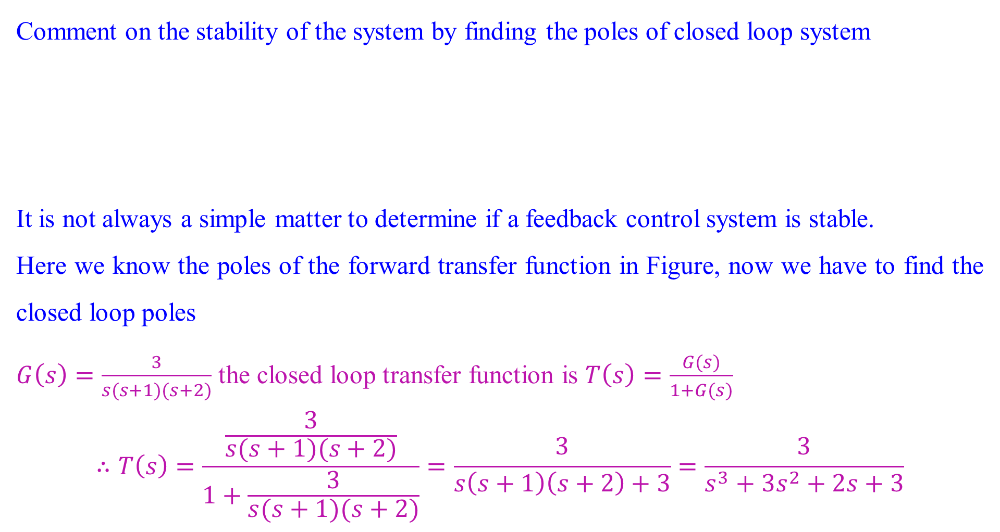 Comment on the stability of the system by finding the poles of closed loop system
It is not always a simple matter to determine if a feedback control system is stable.
Here we know the poles of the forward transfer function in Figure, now we have to find the
closed loop poles
G(s) = \frac{3}{s(s+1)(s+2)} the closed loop transfer function is T(s) = \frac{G(s)}{1+G(s)}
∴ T(s) = \frac{\frac{3}{s(s + 1)(s + 2)}}{1 + \frac{3}{s(s + 1)(s + 2)}} = \frac{3}{s(s + 1)(s + 2) + 3} = \frac{3}{s^3 + 3s^2 + 2s + 3}